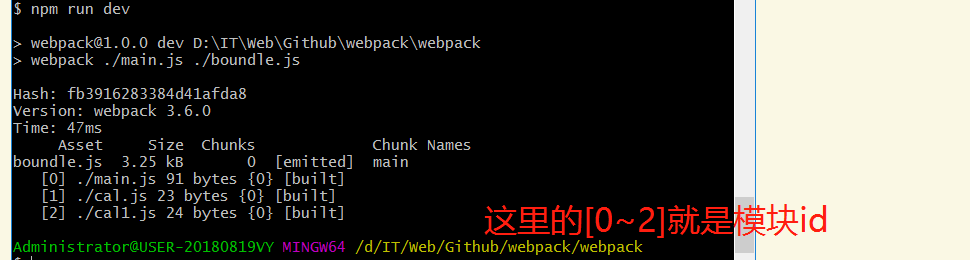 $ npm run dev
> webpack@1.0.0 dev D:\IT\Web\Github\webpack\webpack
> webpack ./main.js ./boundle.js
Hash: fb3916283384d41afda8
Version: webpack 3.6.0
Time: 47ms
Asset Size Chunks Chunk Names
boundle.js 3.25 kB 0 [emitted] main
[0] ./main.js 91 bytes {0} [built]
[1] ./cal.js 23 bytes {0} [built]
[2] ./cal1.js 24 bytes {0} [built]
这里的[0~2]就是模块id
Administrator@USER-20180819VY MINGW64 /d/IT/Web/Github/webpack/webpack
$